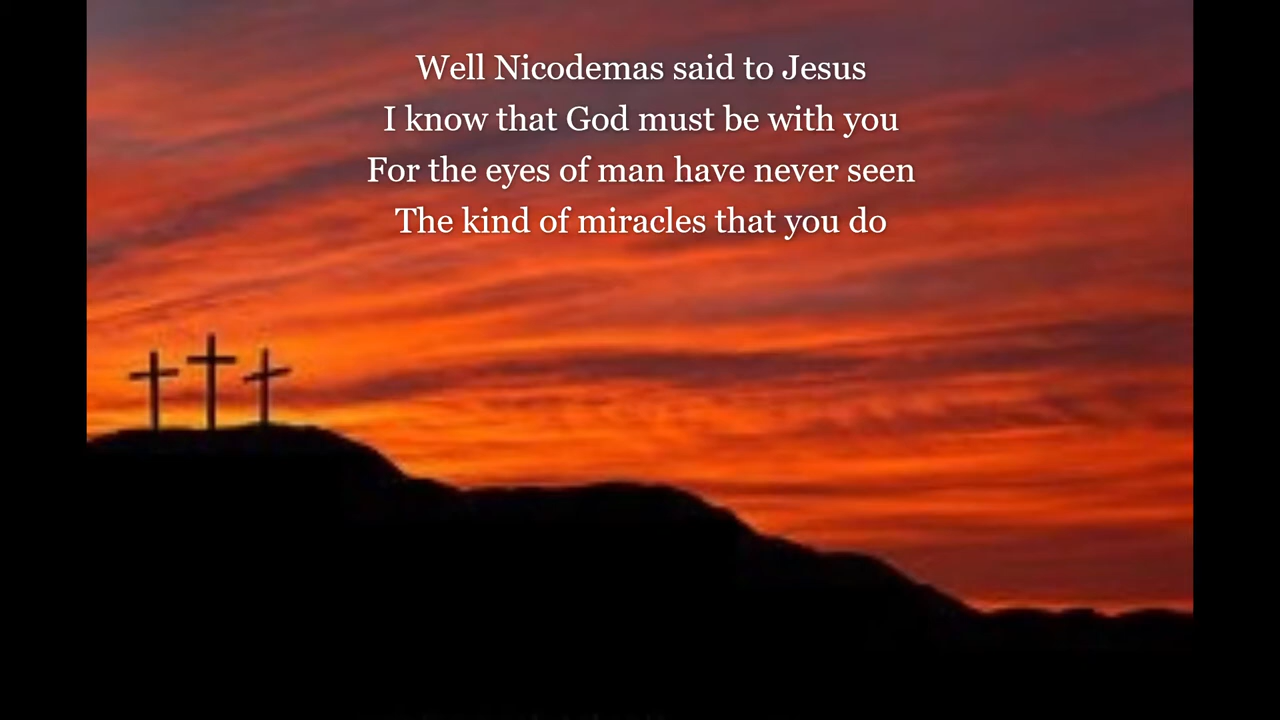 Well Nicodemas said to Jesus
I know that God must be with you
For the eyes of man have never seen
The kind of miracles that you do